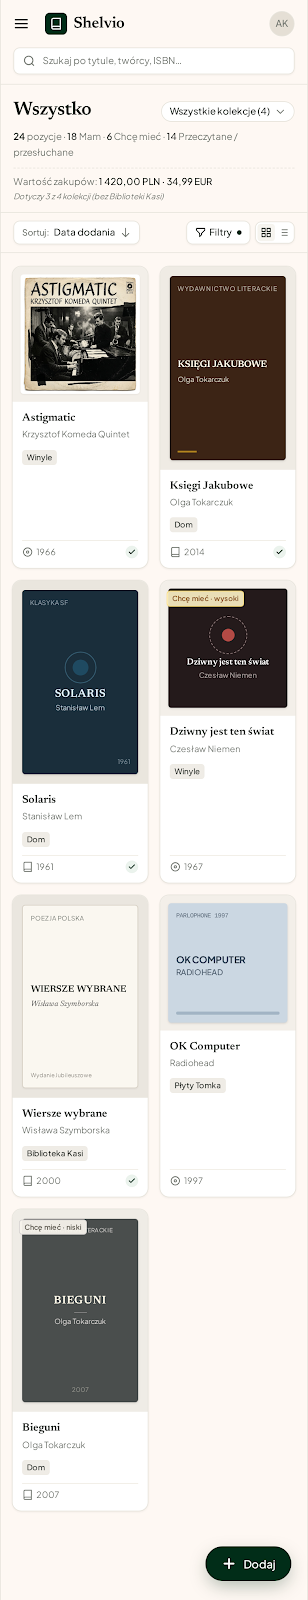 Shelvio
AK
Szukaj po tytule, twórcy, ISBN...
Wszystko
Wszystkie kolekcje (4)
24 pozycje · 18 Mam · 6 Chcę mieć · 14 Przeczytane /
przesłuchane
Wartość zakupów: 1 420,00 PLN · 34,99 EUR
Dotyczy 3 z 4 kolekcji (bez Biblioteki Kasi)
Sortuj: Data dodania
Filtry
ASTIGMATIC
KRZYSZTOF KOMEDA QUINTET
Astigmatic
Krzysztof Komeda Quintet
Winyle
1966
WYDAWNICTWO LITERACKIE
KSIĘGI JAKUBOWE
Olga Tokarczuk
Księgi Jakubowe
Olga Tokarczuk
Dom
2014
KLASYKA SF
SOLARIS
Stanisław Lem
1961
Solaris
Stanisław Lem
Dom
1961
Chcę mieć · wysoki
Dziwny jest ten świat
Czesław Niemen
Dziwny jest ten świat
Czesław Niemen
Winyle
1967
POEZJA POLSKA
WIERSZE WYBRANE
Wisława Szymborska
Wydanie jubileuszowe
Wiersze wybrane
Wisława Szymborska
Biblioteka Kasi
2000
PARLOPHONE 1997
OK COMPUTER
RADIOHEAD
OK Computer
Radiohead
Płyty Tomka
1997
Chcę mieć · niski
ERACKIE
BIEGUNI
Olga Tokarczuk
2007
Bieguni
Olga Tokarczuk
Dom
2007
Dodaj